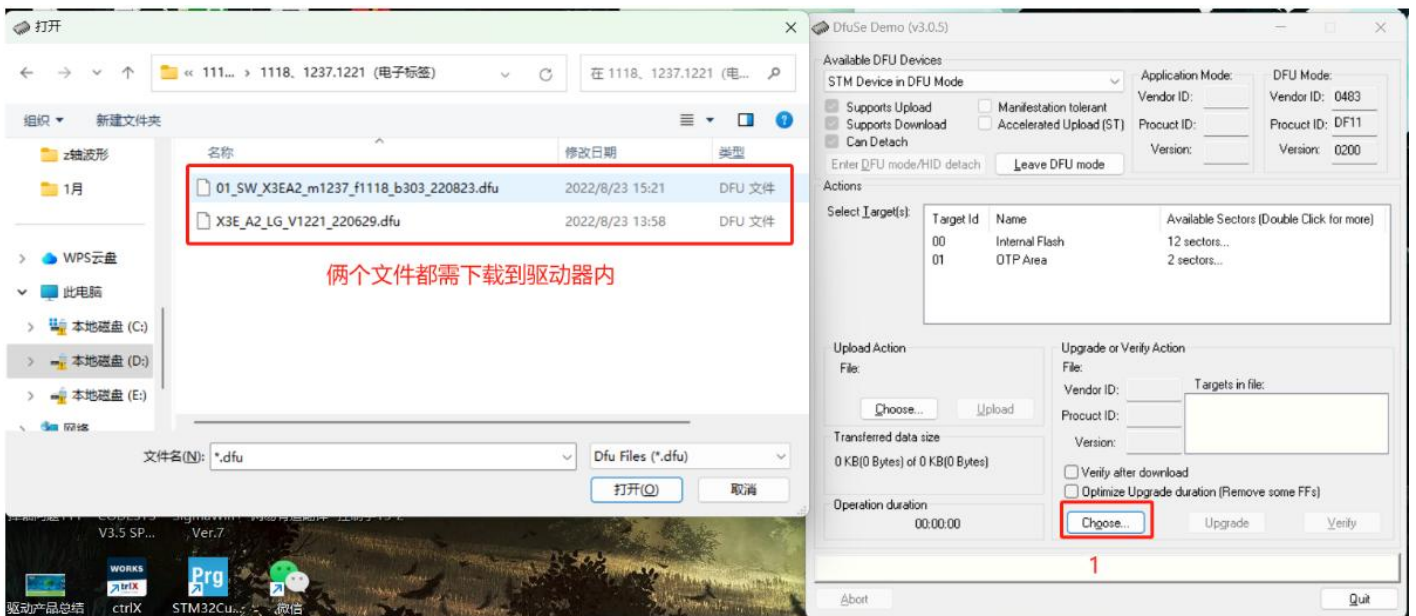 打开
← → ↑ « 111... > 1118、1237.1221 (电子标签)
在 1118、1237.1221 (电...
组织 新建文件夹
z轴波形
1月
WPS云盘
此电脑
本地磁盘 (C:)
本地磁盘 (D:)
本地磁盘 (E:)
网络
名称 修改日期 类型
01_SW_X3EA2_m1237_f1118_b303_220823.dfu 2022/8/23 15:21 DFU 文件
X3E_A2_LG_V1221_220629.dfu 2022/8/23 13:58 DFU 文件
俩个文件都需下载到驱动器内
文件名(N): *.dfu Dfu Files (*.dfu)
打开(O) 取消
DfuSe Demo (v3.0.5)
Available DFU Devices
STM Device in DFU Mode
Supports Upload Manifestation tolerant
Supports Download Accelerated Upload (ST)
Can Detach
Enter DFU mode/HID detach Leave DFU mode
Application Mode:
Vendor ID:
Procuct ID:
Version:
DFU Mode:
Vendor ID: 0483
Procuct ID: DF11
Version: 0200
Actions
Select Target(s):
Target Id Name Available Sectors (Double Click for more)
00 Internal Flash 12 sectors...
01 OTP Area 2 sectors...
Upload Action
File:
Choose... Upload
Transferred data size
0 KB(0 Bytes) of 0 KB(0 Bytes)
Operation duration
00:00:00
Upgrade or Verify Action
File:
Vendor ID:
Procuct ID:
Version:
Targets in file:
Verify after download
Optimize Upgrade duration (Remove some FFs)
Choose... Upgrade Verify
1
Abort Quit
V3.5 SP... Ver.7
WORKS
ctrlX
Prg
驱动产品总结 ctrlX STM32Cu... 微信